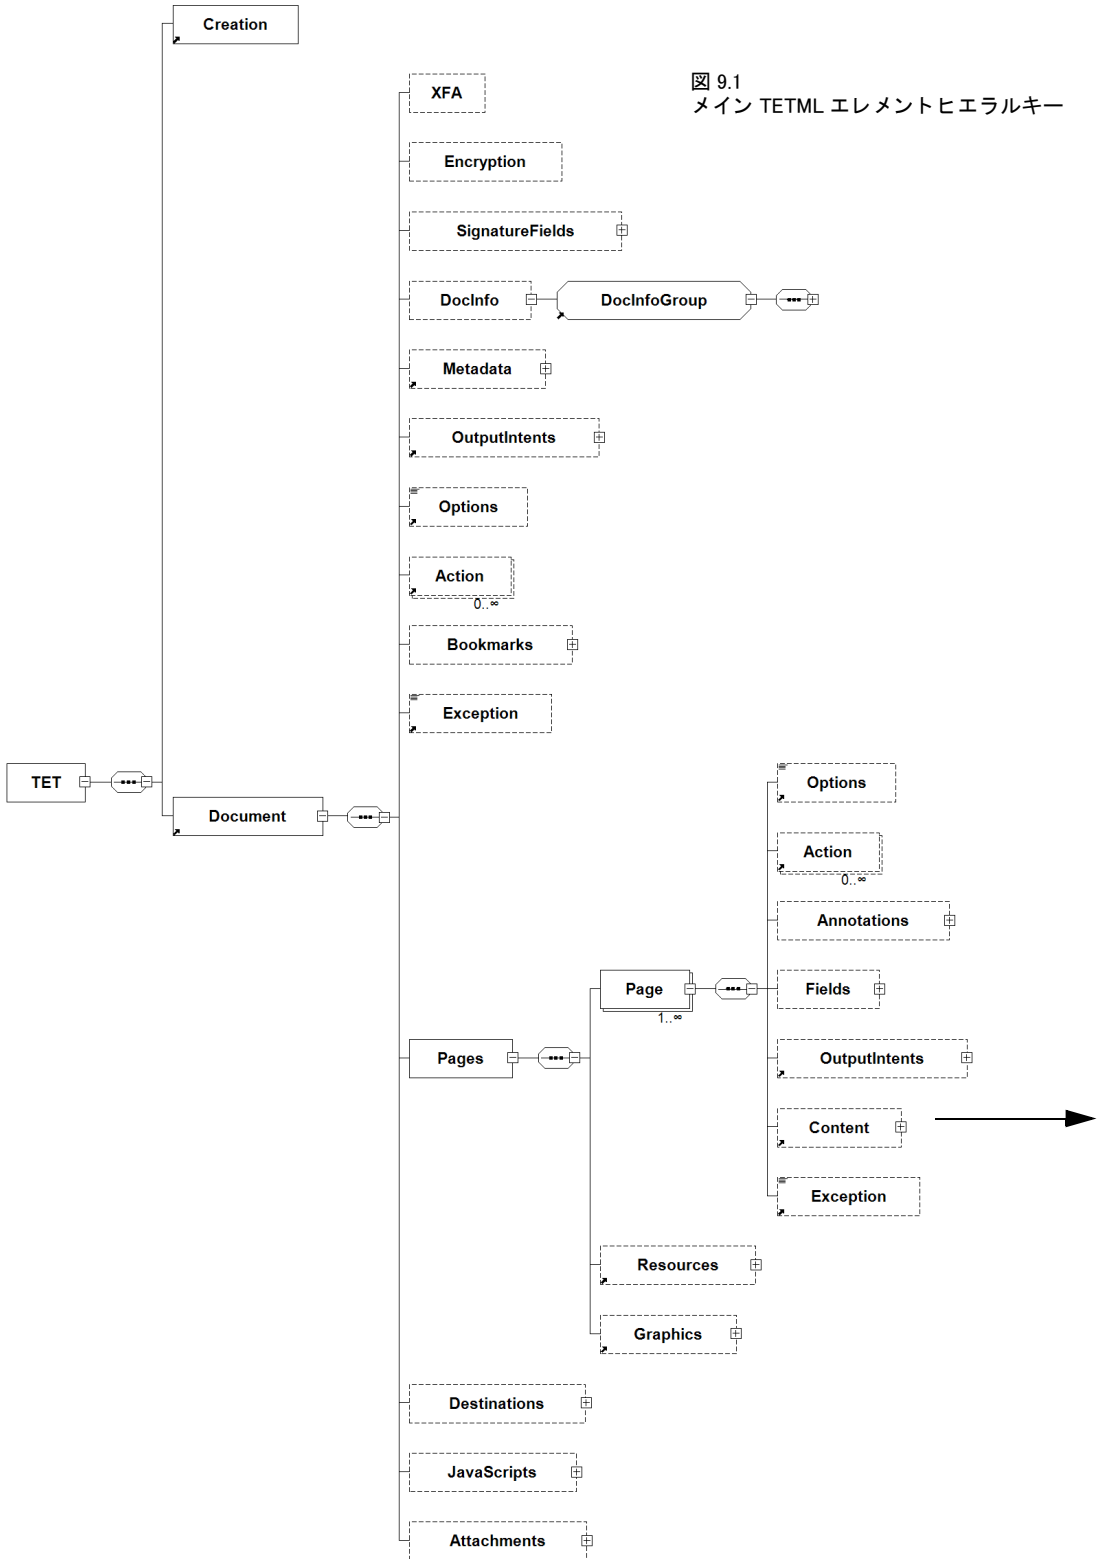 Creation
図 9.1
メイン TETML エレメントヒエラルキー
XFA
Encryption
SignatureFields
DocInfo
DocInfoGroup
Metadata
OutputIntents
Options
Action
0..∞
Bookmarks
Exception
TET
Document
Options
Action
0..∞
Annotations
Page
1..∞
Fields
Pages
OutputIntents
Content
Exception
Resources
Graphics
Destinations
JavaScripts
Attachments